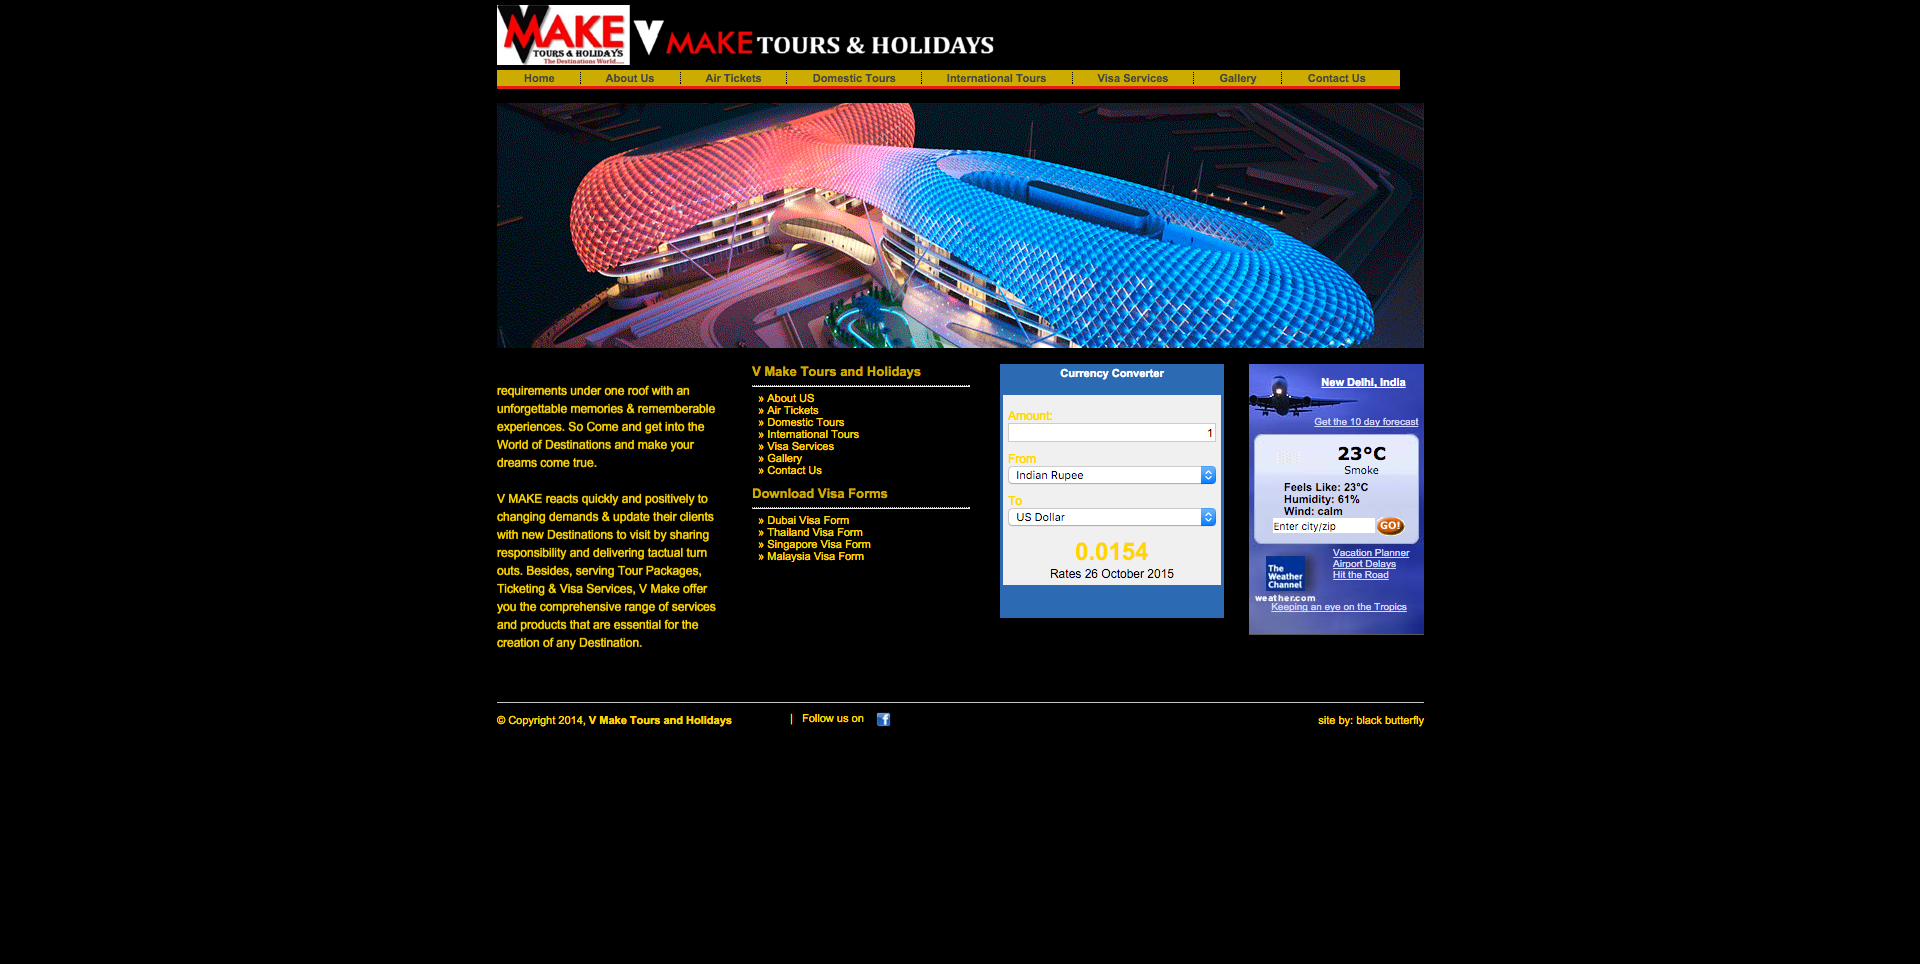 MAKE
TOURS & HOLIDAYS
The Destinations World....
V MAKE TOURS & HOLIDAYS
Home
About Us
Air Tickets
Domestic Tours
International Tours
Visa Services
Gallery
Contact Us
requirements under one roof with an
unforgettable memories & rememberable
experiences. So Come and get into the
World of Destinations and make your
dreams come true.
V MAKE reacts quickly and positively to
changing demands & update their clients
with new Destinations to visit by sharing
responsibility and delivering tactual turn
outs. Besides, serving Tour Packages,
Ticketing & Visa Services, V Make offer
you the comprehensive range of services
and products that are essential for the
creation of any Destination.
V Make Tours and Holidays
» About US
» Air Tickets
» Domestic Tours
» International Tours
» Visa Services
» Gallery
» Contact Us
Download Visa Forms
» Dubai Visa Form
» Thailand Visa Form
» Singapore Visa Form
» Malaysia Visa Form
Currency Converter
Amount:
1
From
Indian Rupee
To
US Dollar
0.0154
Rates 26 October 2015
New Delhi, India
Get the 10 day forecast
23°C
Smoke
Feels Like: 23°C
Humidity: 61%
Wind: calm
Enter city/zip GO!
Vacation Planner
Airport Delays
Hit the Road
The
Weather
Channel
weather.com
Keeping an eye on the Tropics
© Copyright 2014, V Make Tours and Holidays
| Follow us on
site by: black butterfly